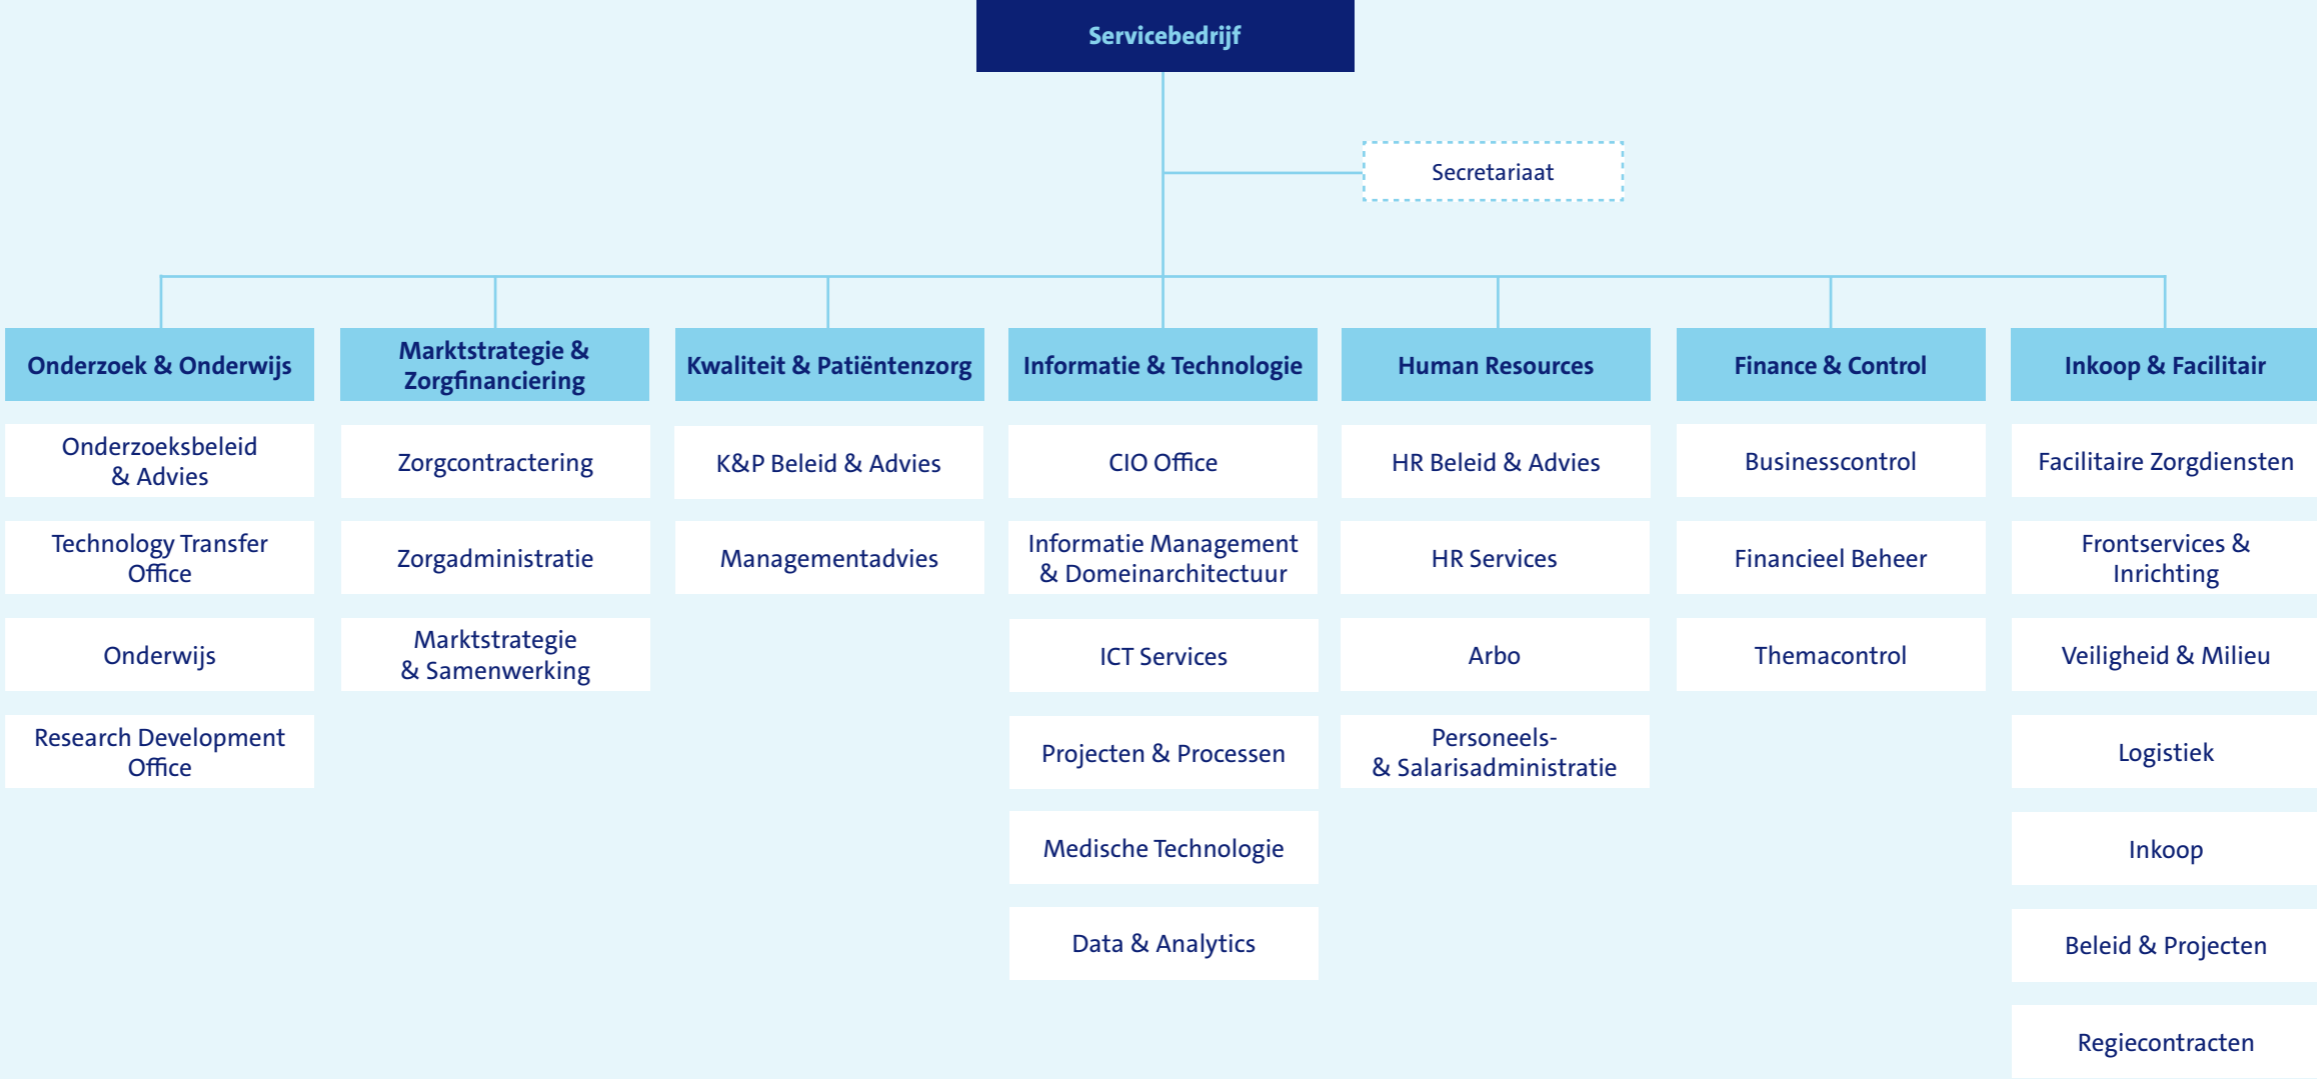 Servicebedrijf
Secretariaat
Onderzoek & Onderwijs
Onderzoeksbeleid
& Advies
Technology Transfer
Office
Onderwijs
Research Development
Office
Marktstrategie &
Zorgfinanciering
Zorgcontractering
Zorgadministratie
Marktstrategie
& Samenwerking
Kwaliteit & Patiëntenzorg
K&P Beleid & Advies
Managementadvies
Informatie & Technologie
CIO Office
Informatie Management
& Domeinarchitectuur
ICT Services
Projecten & Processen
Medische Technologie
Data & Analytics
Human Resources
HR Beleid & Advies
HR Services
Arbo
Personeels-
& Salarisadministratie
Finance & Control
Businesscontrol
Financieel Beheer
Themacontrol
Inkoop & Facilitair
Facilitaire Zorgdiensten
Frontservices &
Inrichting
Veiligheid & Milieu
Logistiek
Inkoop
Beleid & Projecten
Regiecontracten